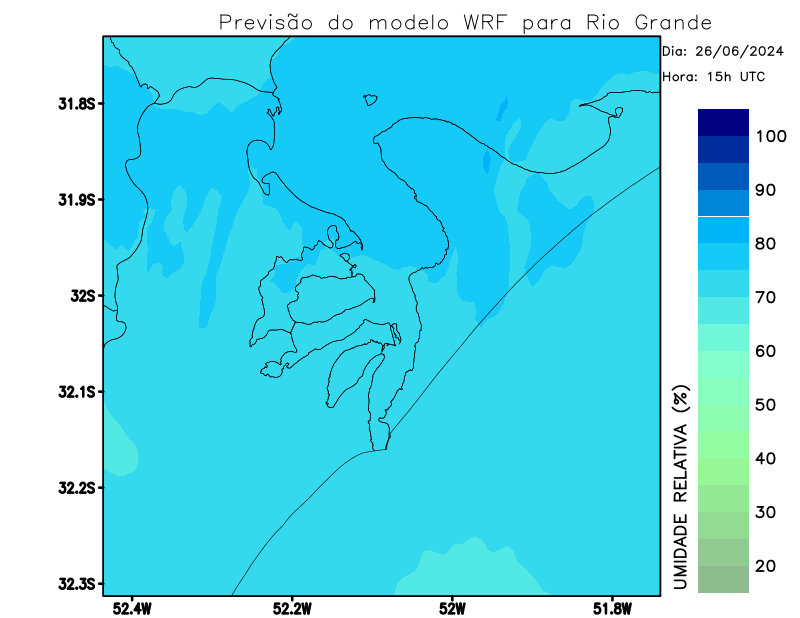 Previsão do modelo WRF para Rio Grande
Dia: 26/06/2024
Hora: 15h UTC
31.8S
31.9S
32S
32.1S
32.2S
32.3S
52.4W
52.2W
52W
51.8W
100
90
80
70
60
50
40
30
20
UMIDADE RELATIVA (%)